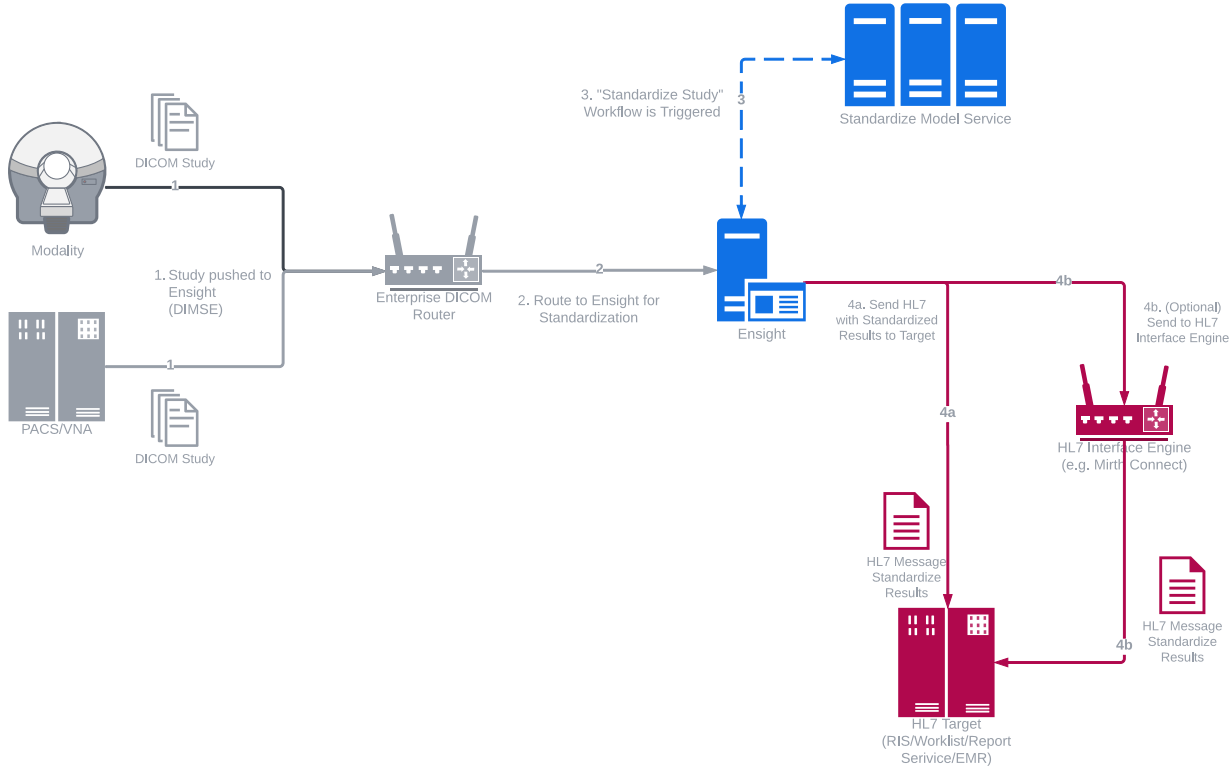 3. "Standardize Study"
Workflow is Triggered
3
Standardize Model Service
DICOM Study
1
Modality
1. Study pushed to
Ensight
(DIMSE)
Enterprise DICOM
Router
2
2. Route to Ensight for
Standardization
Ensight
4a. Send HL7
with Standardized
Results to Target
4b
4b. (Optional)
Send to HL7
Interface Engine
1
PACS/VNA
DICOM Study
4a
HL7 Interface Engine
(e.g. Mirth Connect)
HL7 Message
Standardize
Results
HL7 Message
Standardize
Results
4b
HL7 Target
(RIS/Worklist/Report
Serivice/EMR)